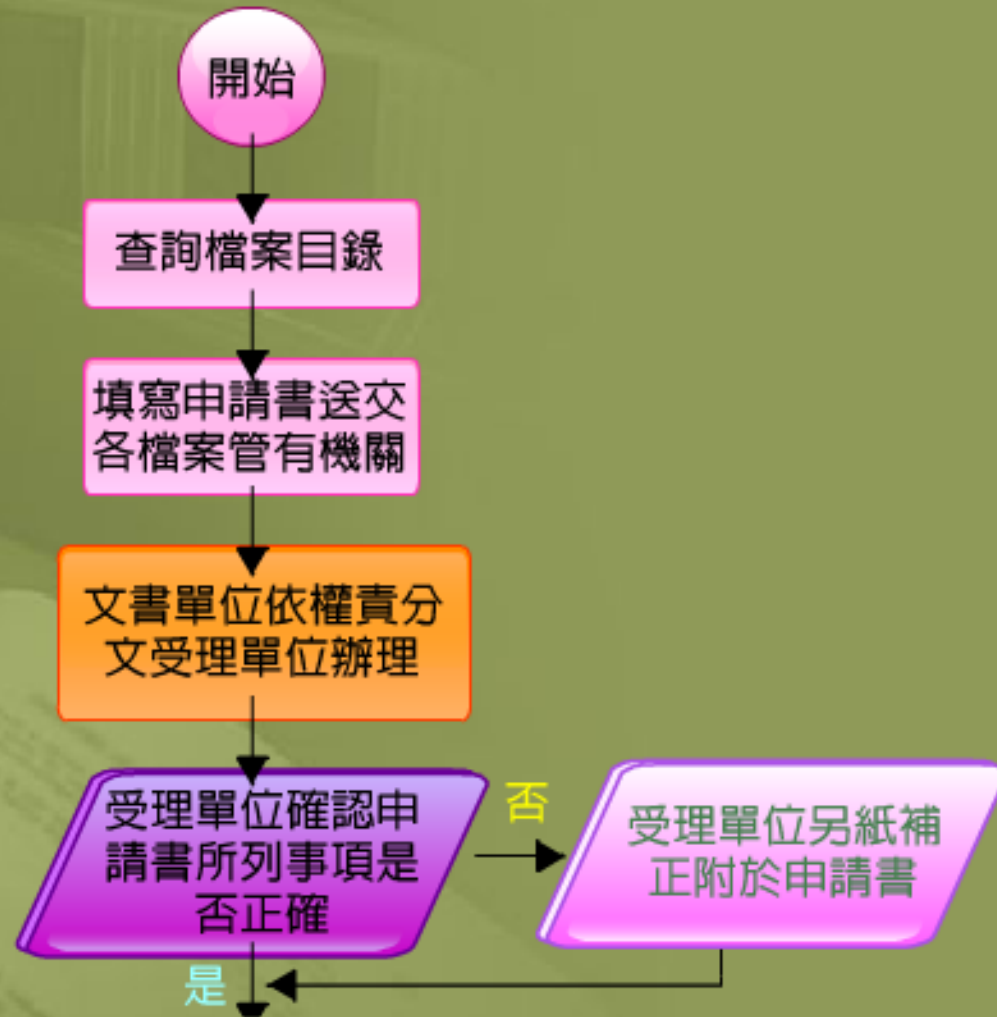 開始
查詢檔案目錄
填寫申請書送交
各檔案管有機關
文書單位依權責分
文受理單位辦理
受理單位確認申
請書所列事項是
否正確
否
受理單位另紙補
正附於申請書
是